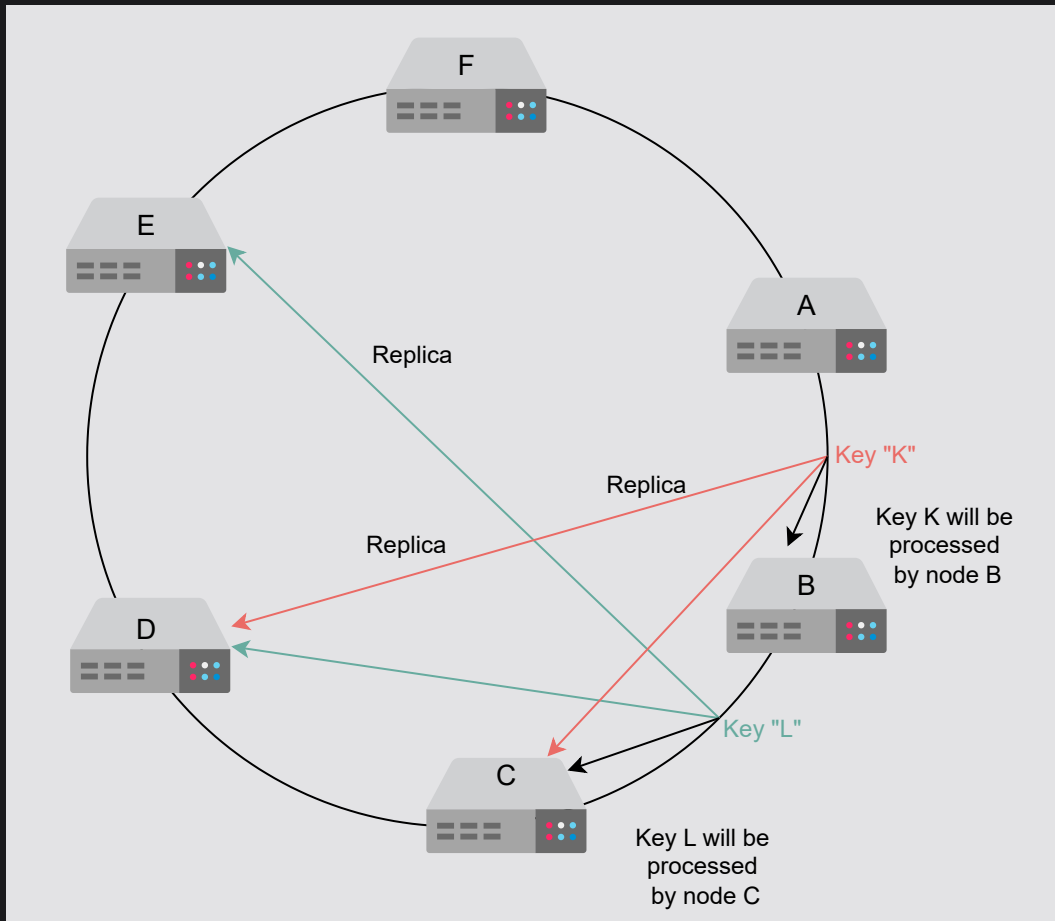 F
E
A
Replica
Key "K"
Replica
Key K will be
processed
by node B
Replica
B
D
Key "L"
C
Key L will be
processed
by node C